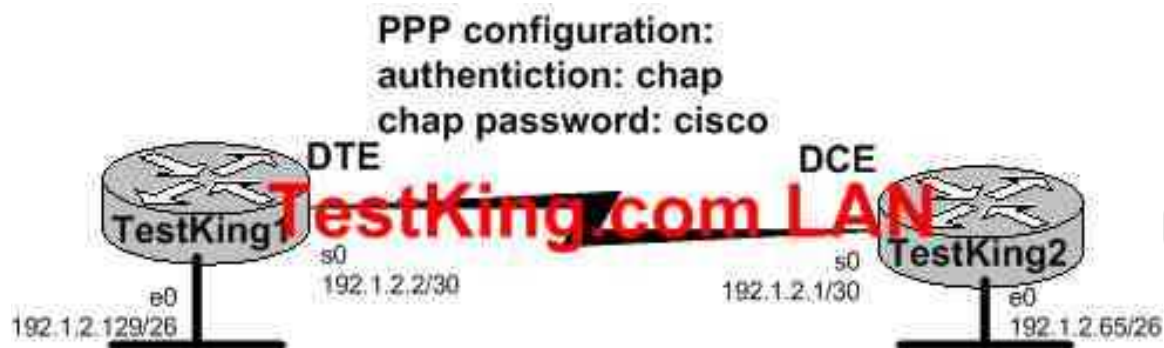 PPP configuration:
authentiction: chap
chap password: cisco
DTE
DCE
TestKing.com LAN
TestKing1
TestKing2
s0
192.1.2.2/30
s0
192.1.2.1/30
e0
192.1.2.129/26
e0
192.1.2.65/26